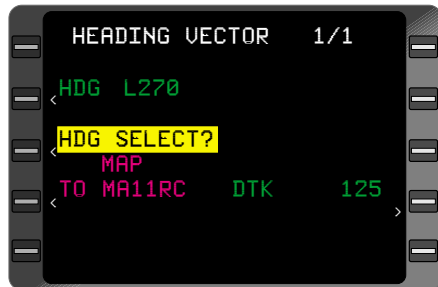 HEADING VECTOR 1/1
‹HDG L270
‹HDG SELECT?
MAP
‹TO MA11RC DTK 125›